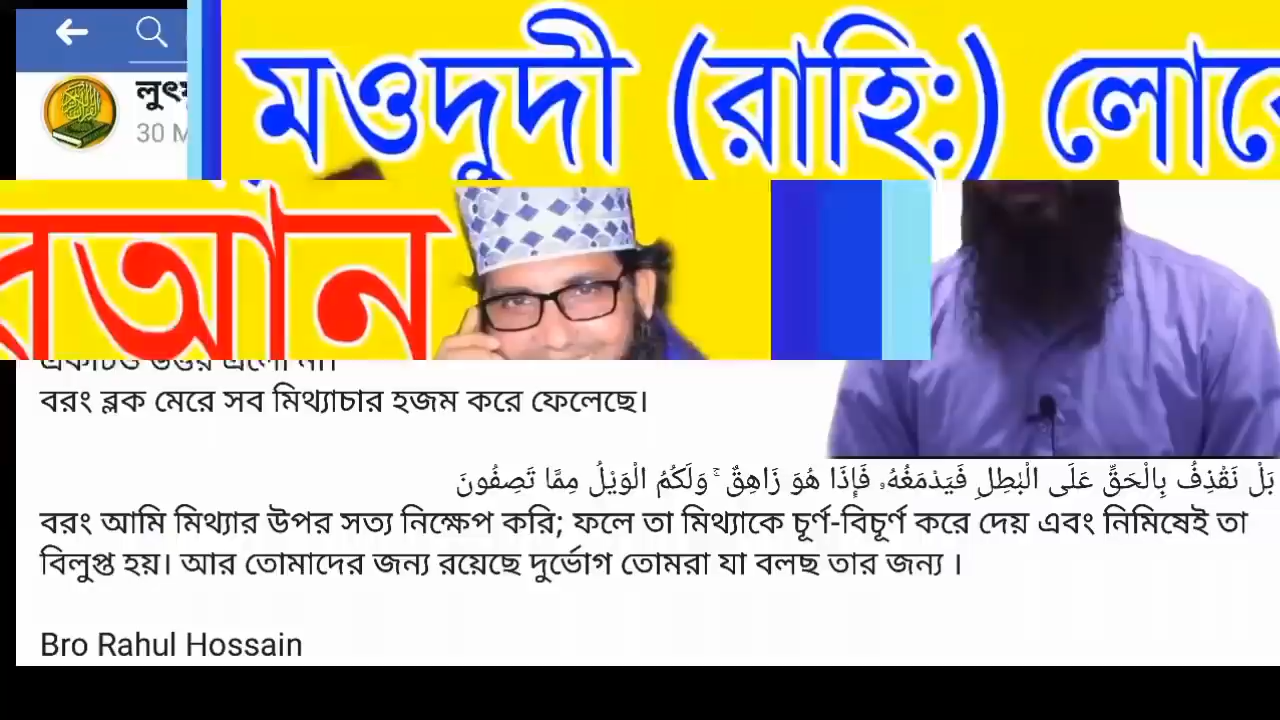 মওদুদী (রাহি:)
30
রআন
বরং ব্লক মেরে সব মিথ্যাচার হজম করে ফেলেছে।
بَلْ نَقْذِفُ بِالْحَقِّ عَلَى الْبٰطِلِ فَيَدْمَغُهُۥ فَإِذَا هُوَ زَاهِقٌ ۚ وَلَكُمُ الْوَيْلُ مِمَّا تَصِفُونَ
বরং আমি মিথ্যার উপর সত্য নিক্ষেপ করি; ফলে তা মিথ্যাকে চূর্ণ-বিচূর্ণ করে দেয় এবং নিমিষেই তা
বিলুপ্ত হয়। আর তোমাদের জন্য রয়েছে দুর্ভোগ তোমরা যা বলছ তার জন্য ।
Bro Rahul Hossain